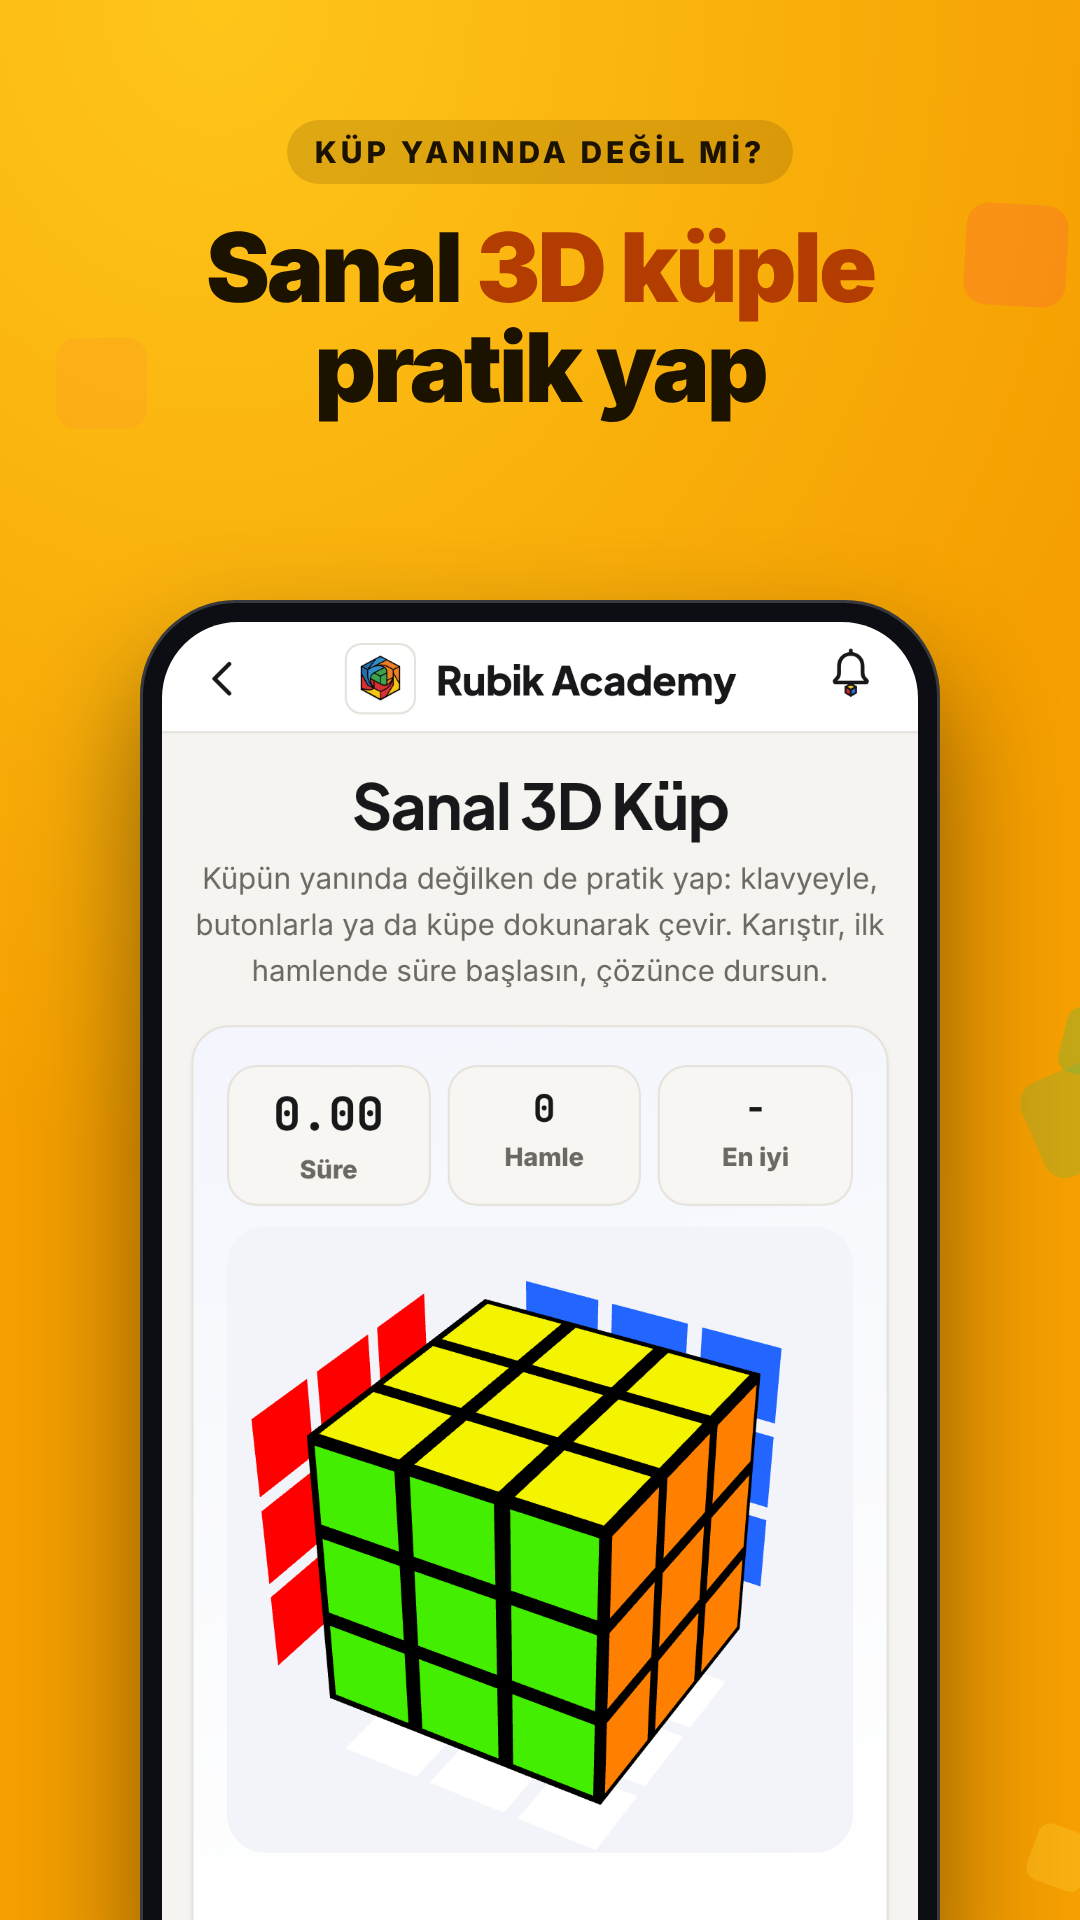 KÜP YANINDA DEĞİL Mİ?
Sanal 3D küple
pratik yap
Rubik Academy
Sanal 3D Küp
Küpün yanında değilken de pratik yap: klavyeyle,
butonlarla ya da küpe dokunarak çevir. Karıştır, ilk
hamlende süre başlasın, çözünce dursun.
0.00
Süre
0
Hamle
-
En iyi